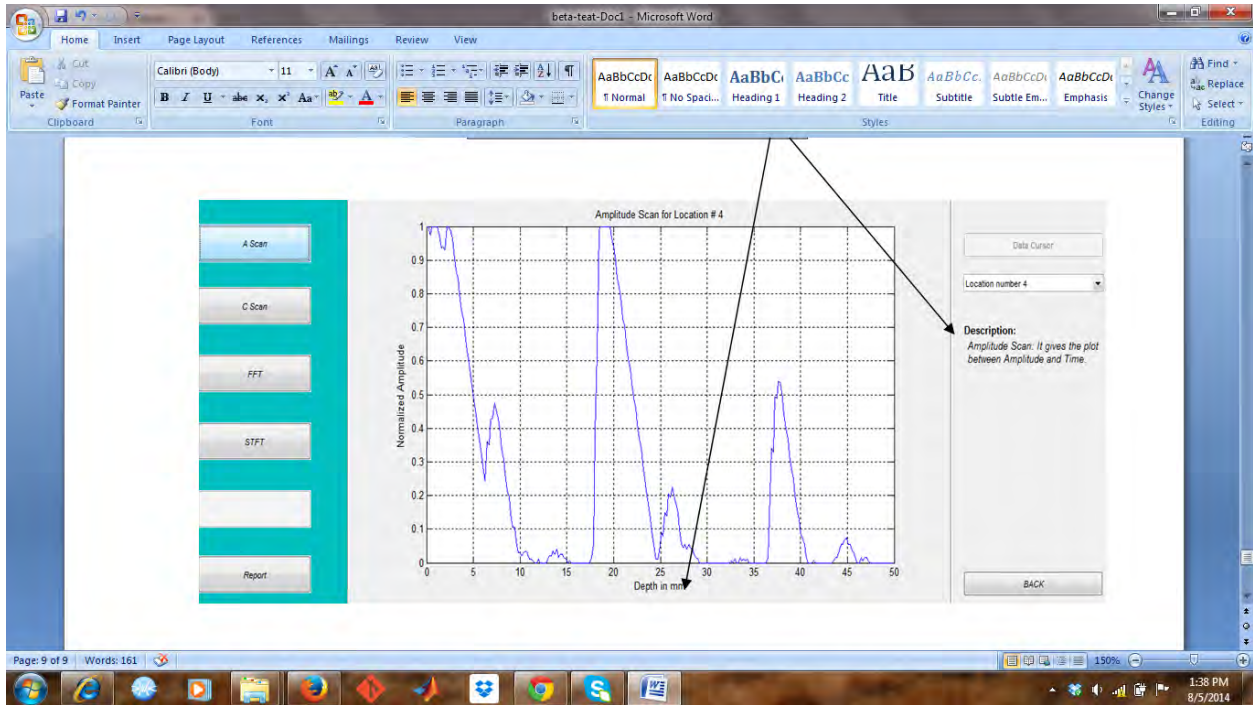 beta-teat-Doc1 - Microsoft Word
Home Insert Page Layout References Mailings Review View
Paste
Cut
Copy
Format Painter
Clipboard
Calibri (Body) 11
B I U abc x₂ x² Aa A
Font
Paragraph
AaBbCcDc AaBbCcDc AaBbC AaBbCc AaB AaBbCc. AaBbCcDc AaBbCcDc
¶ Normal ¶ No Spaci... Heading 1 Heading 2 Title Subtitle Subtle Em... Emphasis
Change Styles
Styles
Find
Replace
Select
Editing
A Scan
C Scan
FFT
STFT
Report
Amplitude Scan for Location # 4
Normalized Amplitude
1
0.9
0.8
0.7
0.6
0.5
0.4
0.3
0.2
0.1
0
0 5 10 15 20 25 30 35 40 45 50
Depth in mm
Data Cursor
Location number 4
Description:
Amplitude Scan: It gives the plot
between Amplitude and Time.
BACK
Page: 9 of 9 Words: 161 150%
1:38 PM
8/5/2014